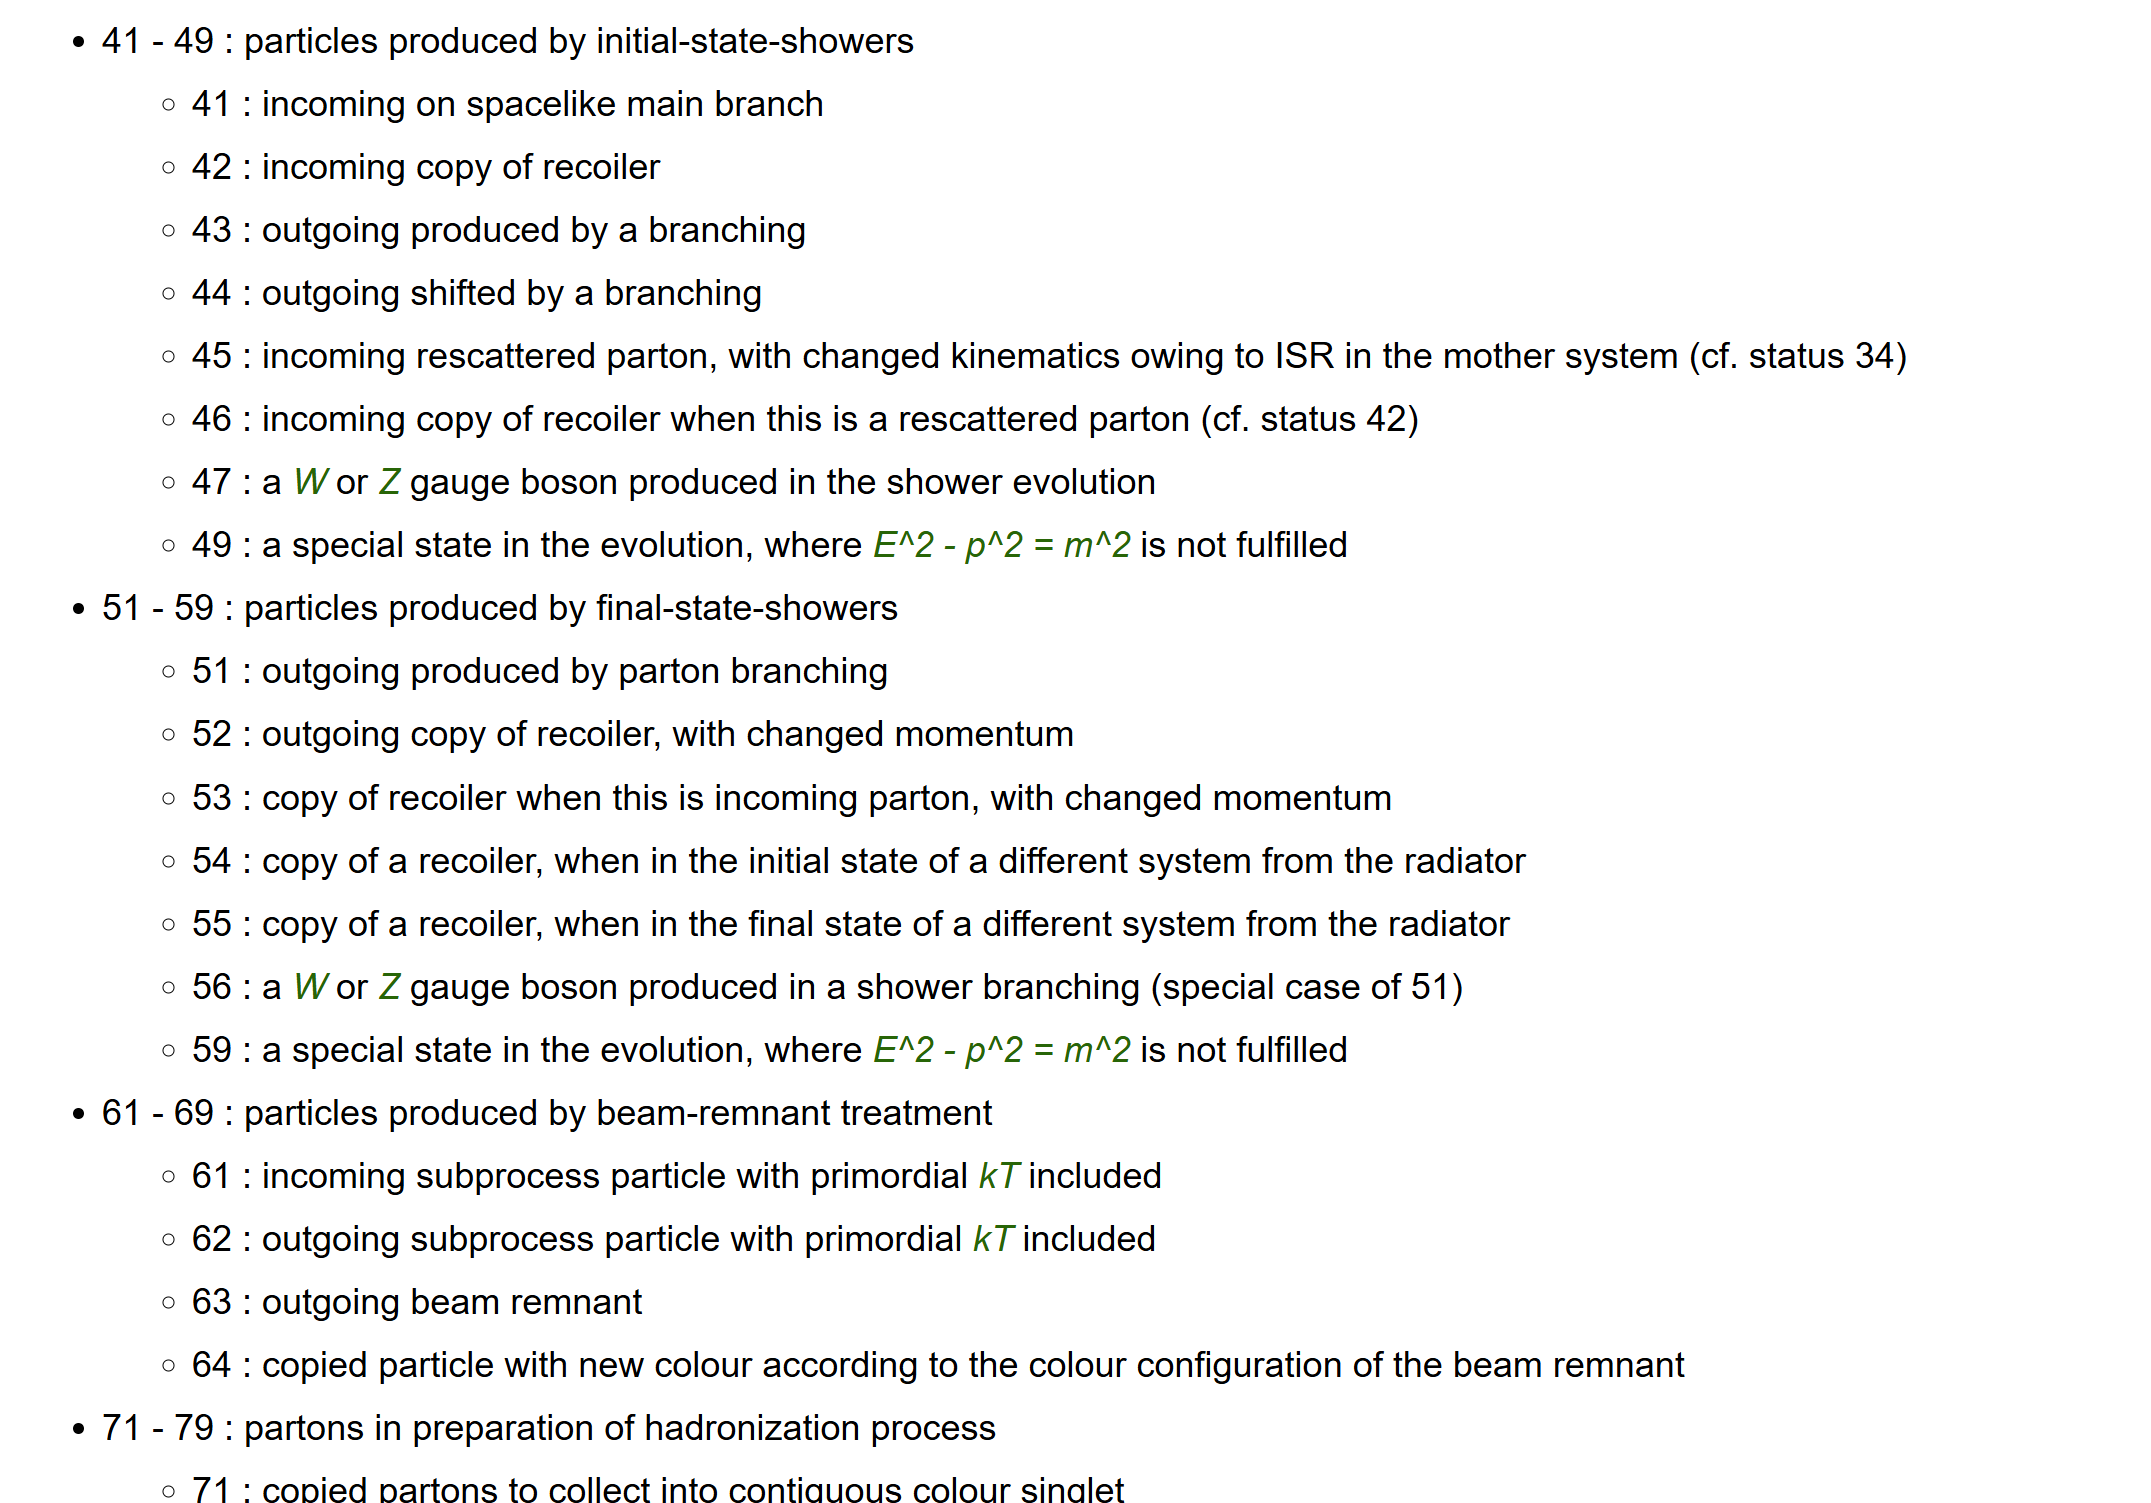 41 - 49 : particles produced by initial-state-showers
41 : incoming on spacelike main branch
42 : incoming copy of recoiler
43 : outgoing produced by a branching
44 : outgoing shifted by a branching
45 : incoming rescattered parton, with changed kinematics owing to ISR in the mother system (cf. status 34)
46 : incoming copy of recoiler when this is a rescattered parton (cf. status 42)
47 : a W or Z gauge boson produced in the shower evolution
49 : a special state in the evolution, where E^2 - p^2 = m^2 is not fulfilled
51 - 59 : particles produced by final-state-showers
51 : outgoing produced by parton branching
52 : outgoing copy of recoiler, with changed momentum
53 : copy of recoiler when this is incoming parton, with changed momentum
54 : copy of a recoiler, when in the initial state of a different system from the radiator
55 : copy of a recoiler, when in the final state of a different system from the radiator
56 : a W or Z gauge boson produced in a shower branching (special case of 51)
59 : a special state in the evolution, where E^2 - p^2 = m^2 is not fulfilled
61 - 69 : particles produced by beam-remnant treatment
61 : incoming subprocess particle with primordial kT included
62 : outgoing subprocess particle with primordial kT included
63 : outgoing beam remnant
64 : copied particle with new colour according to the colour configuration of the beam remnant
71 - 79 : partons in preparation of hadronization process
71 : copied partons to collect into contiguous colour singlet